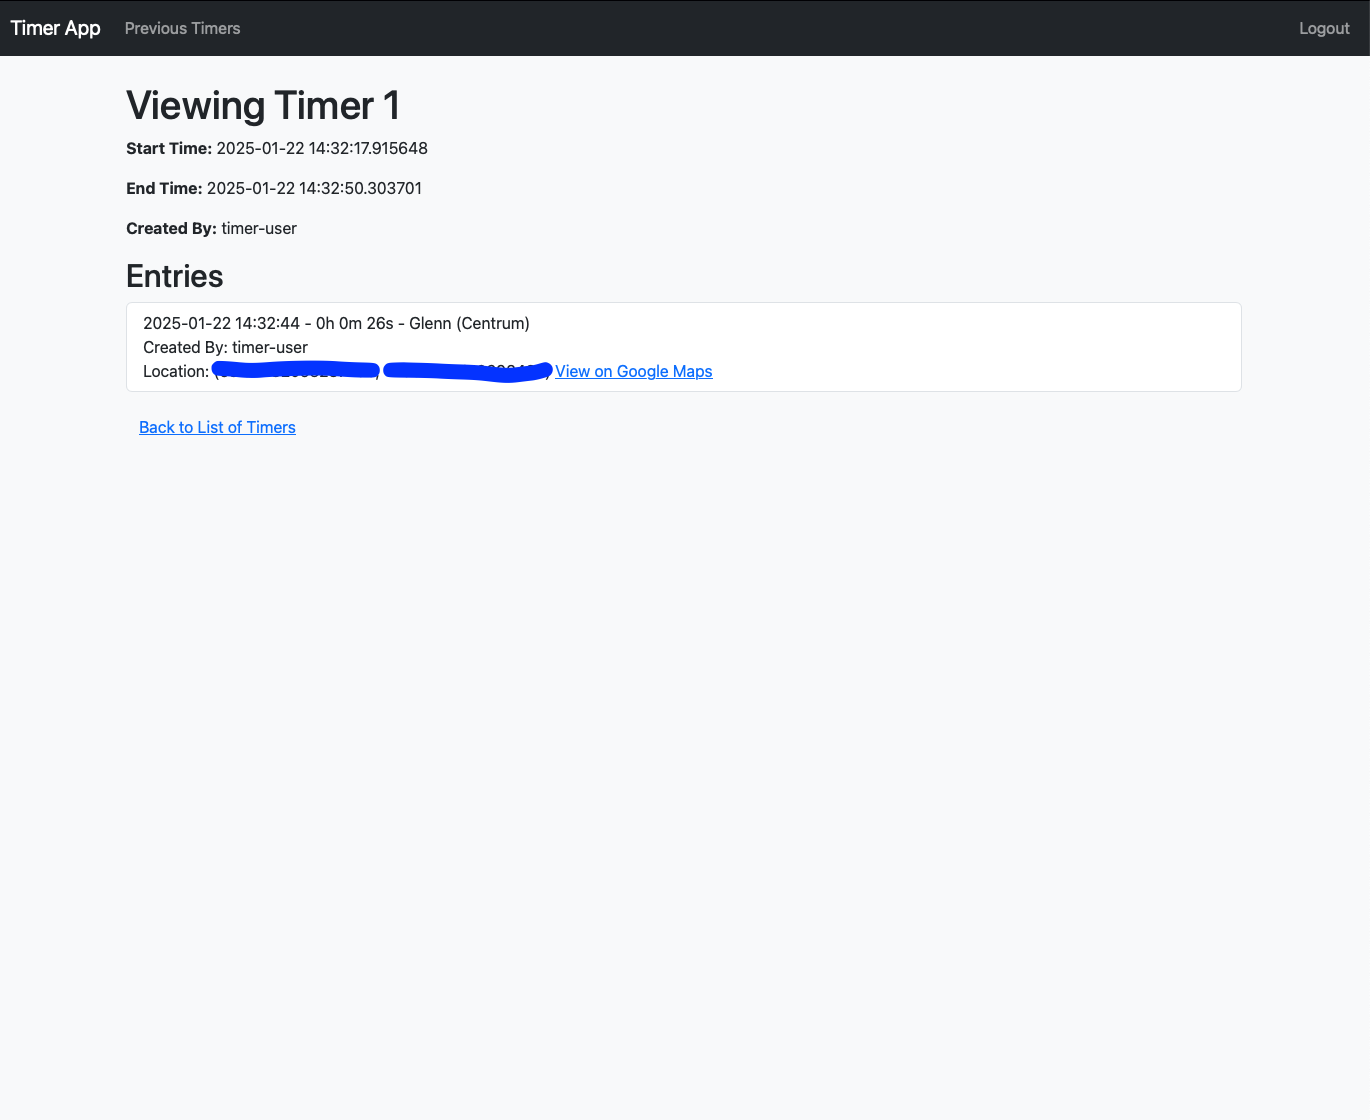 Timer App Previous Timers Logout
Viewing Timer 1
Start Time: 2025-01-22 14:32:17.915648
End Time: 2025-01-22 14:32:50.303701
Created By: timer-user
Entries
2025-01-22 14:32:44 - 0h 0m 26s - Glenn (Centrum)
Created By: timer-user
Location: View on Google Maps
Back to List of Timers